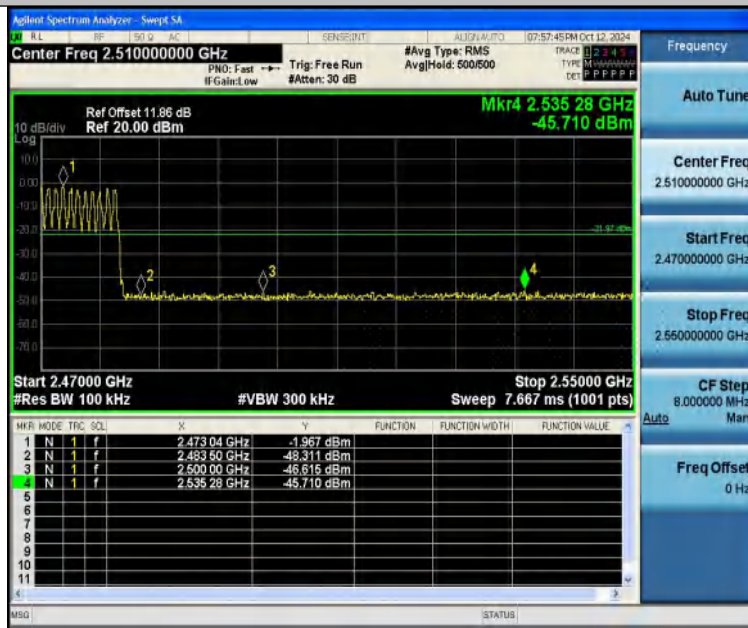 Agilent Spectrum Analyzer - Swept SA
RL RF 50 Ω AC SENSE:INT ALIGN AUTO 07:57:45 PM Oct 12, 2024
Center Freq 2.510000000 GHz
PNO: Fast
IFGain:Low
Trig: Free Run
#Atten: 30 dB
#Avg Type: RMS
Avg|Hold: 500/500
TRACE 1 2 3 4 5
TYPE M
DET P P P P P P
Ref Offset 11.86 dB
10 dB/div Ref 20.00 dBm
Log
Mkr4 2.535 28 GHz
-45.710 dBm
10.0
0.00
-10.0
-20.0
-30.0
-40.0
-50.0
-60.0
-70.0
1
2
3
4
-21.97 dBm
Start 2.47000 GHz Stop 2.55000 GHz
#Res BW 100 kHz #VBW 300 kHz Sweep 7.667 ms (1001 pts)
MKR MODE TRC SCL X Y FUNCTION FUNCTION WIDTH FUNCTION VALUE
1 N 1 f 2.473 04 GHz -1.967 dBm
2 N 1 f 2.483 50 GHz -48.311 dBm
3 N 1 f 2.500 00 GHz -46.615 dBm
4 N 1 f 2.535 28 GHz -45.710 dBm
5
6
7
8
9
10
11
MSG STATUS
Frequency
Auto Tune
Center Freq
2.510000000 GHz
Start Freq
2.470000000 GHz
Stop Freq
2.550000000 GHz
CF Step
8.000000 MHz
Auto Man
Freq Offset
0 Hz